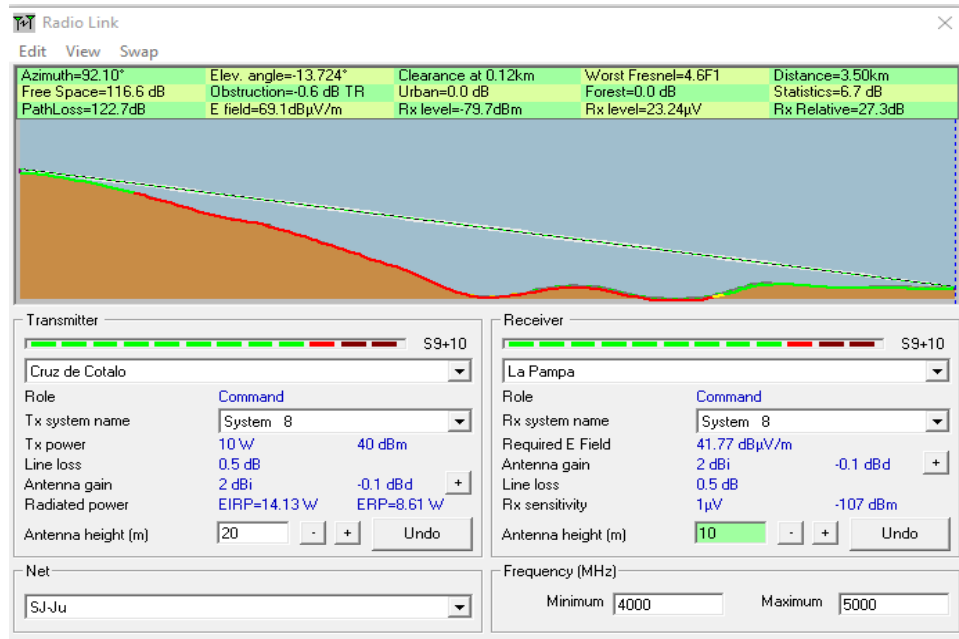 Radio Link
Edit View Swap
Azimuth=92.10° Elev. angle=-13.724° Clearance at 0.12km Worst Fresnel=4.6F1 Distance=3.50km
Free Space=116.6 dB Obstruction=-0.6 dB TR Urban=0.0 dB Forest=0.0 dB Statistics=6.7 dB
PathLoss=122.7dB E field=69.1dBµV/m Rx level=-79.7dBm Rx level=23.24µV Rx Relative=27.3dB
Transmitter
S9+10
Cruz de Cotalo
Role Command
Tx system name System 8
Tx power 10 W 40 dBm
Line loss 0.5 dB
Antenna gain 2 dBi -0.1 dBd +
Radiated power EIRP=14.13 W ERP=8.61 W
Antenna height (m) 20 - + Undo
Receiver
S9+10
La Pampa
Role Command
Rx system name System 8
Required E Field 41.77 dBµV/m
Antenna gain 2 dBi -0.1 dBd +
Line loss 0.5 dB
Rx sensitivity 1µV -107 dBm
Antenna height (m) 10 - + Undo
Net
SJ-Ju
Frequency (MHz)
Minimum 4000 Maximum 5000